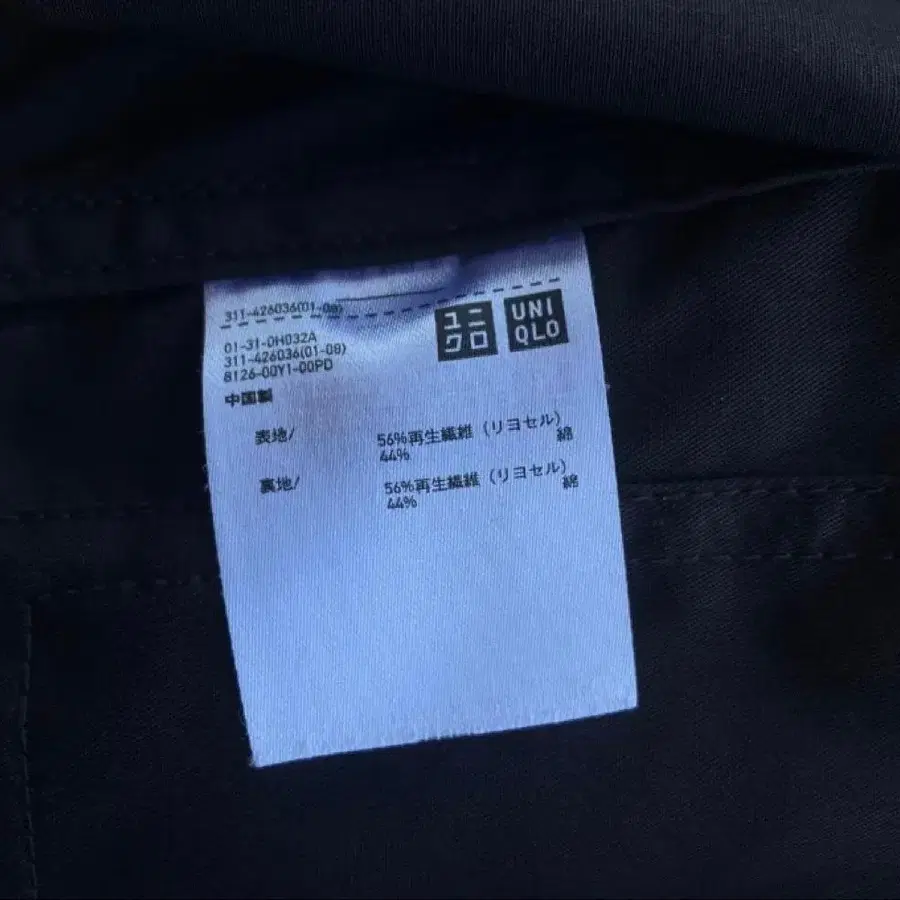 311-426036(01-08)
ユニ
クロ
UNI
QLO
01-31-0H032A
311-426036(01-08)
8126-00Y1-00PD
中国製
表地/ 56%再生繊維（リヨセル） 綿
44%
裏地/ 56%再生繊維（リヨセル） 綿
44%